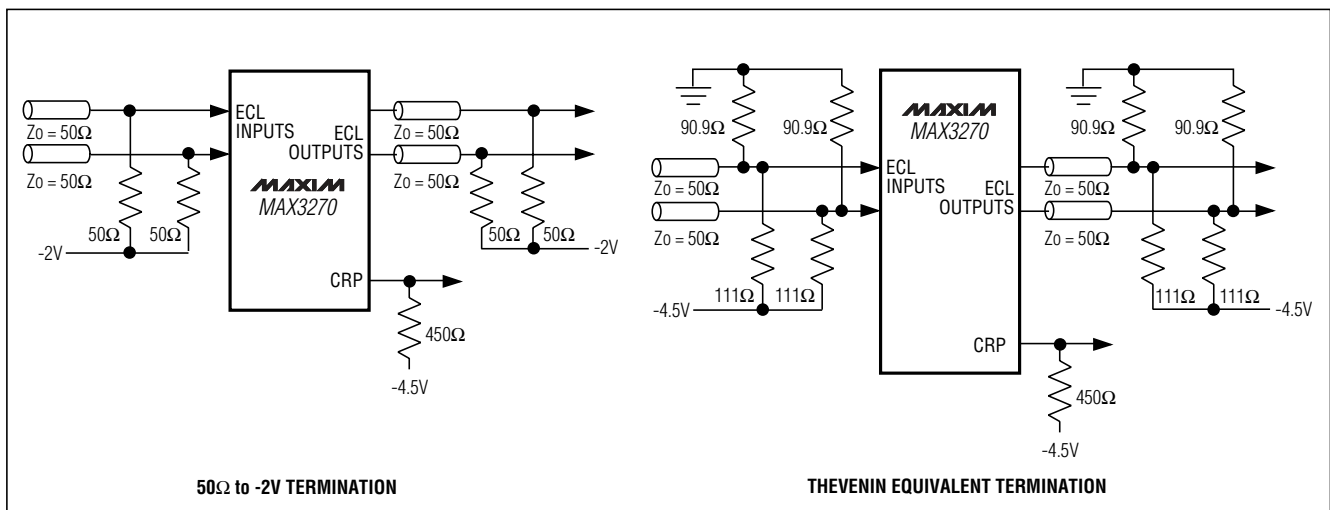 ECL
INPUTS
Zo = 50Ω
Zo = 50Ω
ECL
OUTPUTS
Zo = 50Ω
Zo = 50Ω
MAXIM
MAX3270
50Ω
50Ω
-2V
50Ω
50Ω
-2V
CRP
450Ω
-4.5V
50Ω to -2V TERMINATION
90.9Ω
90.9Ω
MAXIM
MAX3270
90.9Ω
90.9Ω
ECL
INPUTS
Zo = 50Ω
Zo = 50Ω
ECL
OUTPUTS
Zo = 50Ω
Zo = 50Ω
111Ω
111Ω
-4.5V
111Ω
111Ω
-4.5V
CRP
450Ω
-4.5V
THEVENIN EQUIVALENT TERMINATION